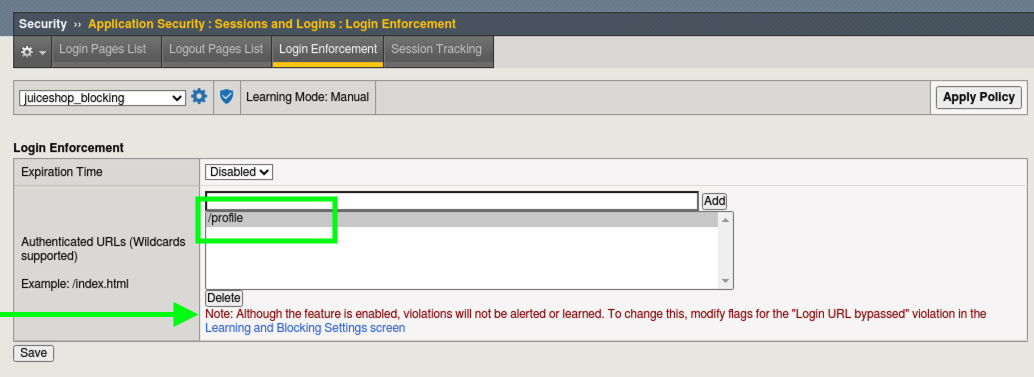 Security ›› Application Security : Sessions and Logins : Login Enforcement
Login Pages List Logout Pages List Login Enforcement Session Tracking
juiceshop_blocking Learning Mode: Manual Apply Policy
Login Enforcement
Expiration Time Disabled
Add
/profile
Authenticated URLs (Wildcards
supported)
Example: /index.html
Delete
Note: Although the feature is enabled, violations will not be alerted or learned. To change this, modify flags for the "Login URL bypassed" violation in the
Learning and Blocking Settings screen
Save